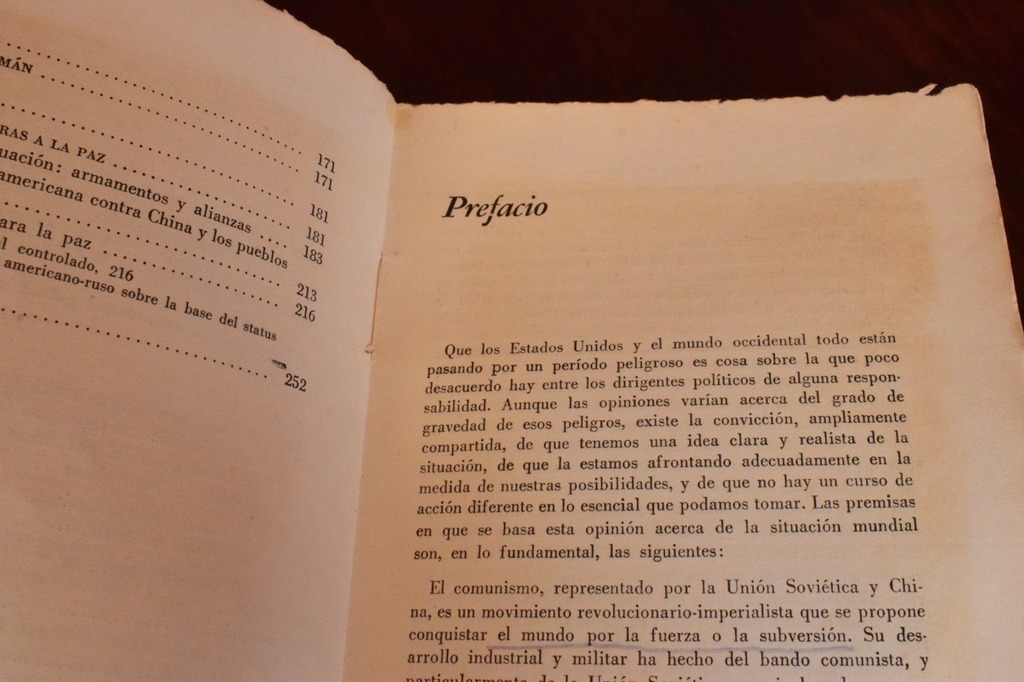 MÁN
171
171
RAS A LA PAZ 181
uación: armamentos y alianzas 181
americana contra China y los pueblos 183
213
ara la paz 216
l controlado, 216
americano-ruso sobre la base del status
252
Prefacio
Que los Estados Unidos y el mundo occidental todo están
pasando por un período peligroso es cosa sobre la que poco
desacuerdo hay entre los dirigentes políticos de alguna respon-
sabilidad. Aunque las opiniones varían acerca del grado de
gravedad de esos peligros, existe la convicción, ampliamente
compartida, de que tenemos una idea clara y realista de la
situación, de que la estamos afrontando adecuadamente en la
medida de nuestras posibilidades, y de que no hay un curso de
acción diferente en lo esencial que podamos tomar. Las premisas
en que se basa esta opinión acerca de la situación mundial
son, en lo fundamental, las siguientes:
El comunismo, representado por la Unión Soviética y Chi-
na, es un movimiento revolucionario-imperialista que se propone
conquistar el mundo por la fuerza o la subversión. Su des-
arrollo industrial y militar ha hecho del bando comunista, y
particularmente de la Unión